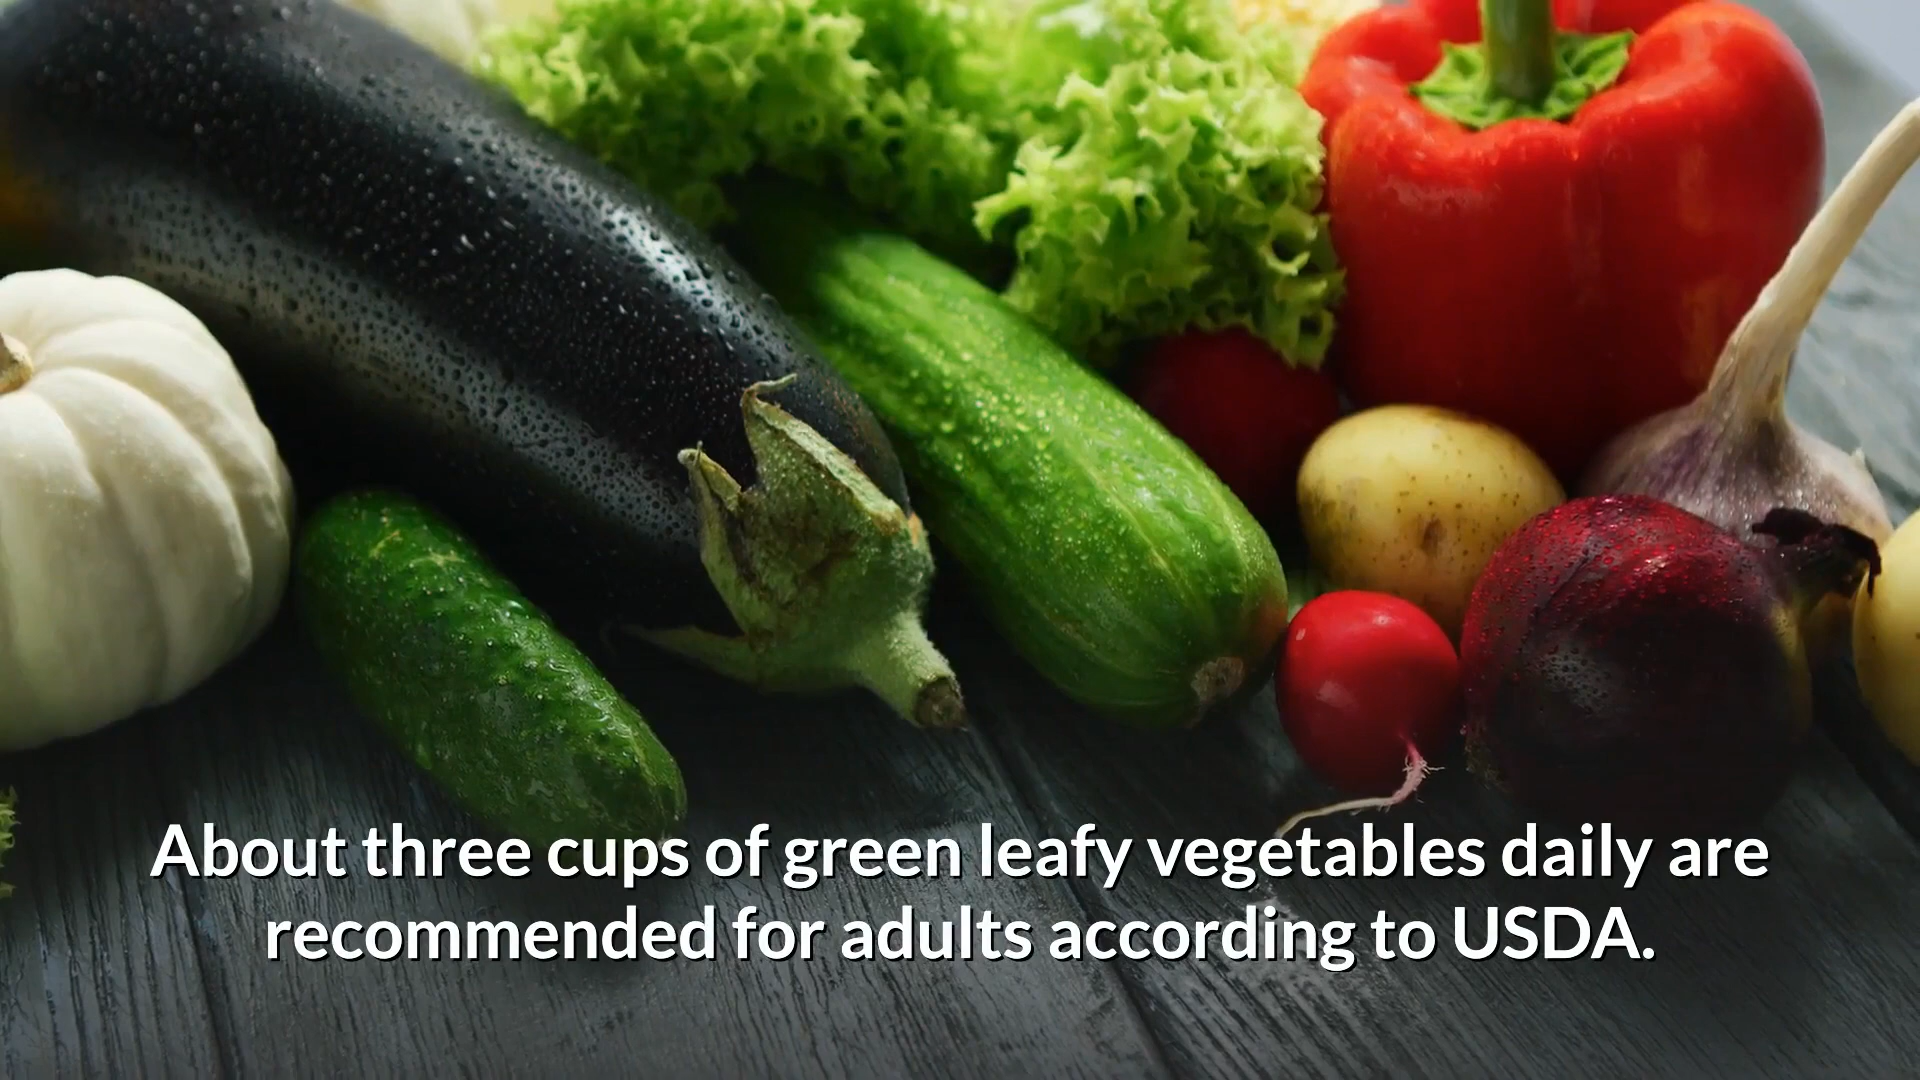 About three cups of green leafy vegetables daily are
recommended for adults according to USDA.